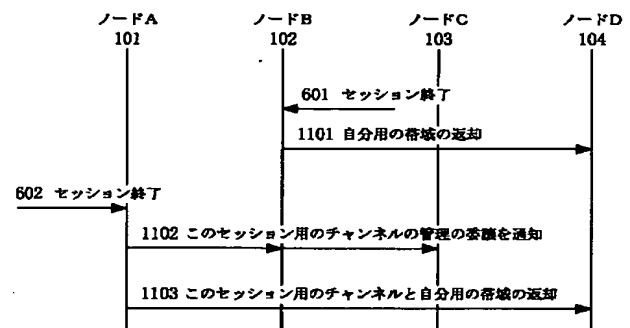 ノードA ノードB ノードC ノードD
101 102 103 104
601 セッション終了
1101 自分用の帯域の返却
602 セッション終了
1102 このセッション用のチャンネルの管理の委譲を通知
1103 このセッション用のチャンネルと自分用の帯域の返却